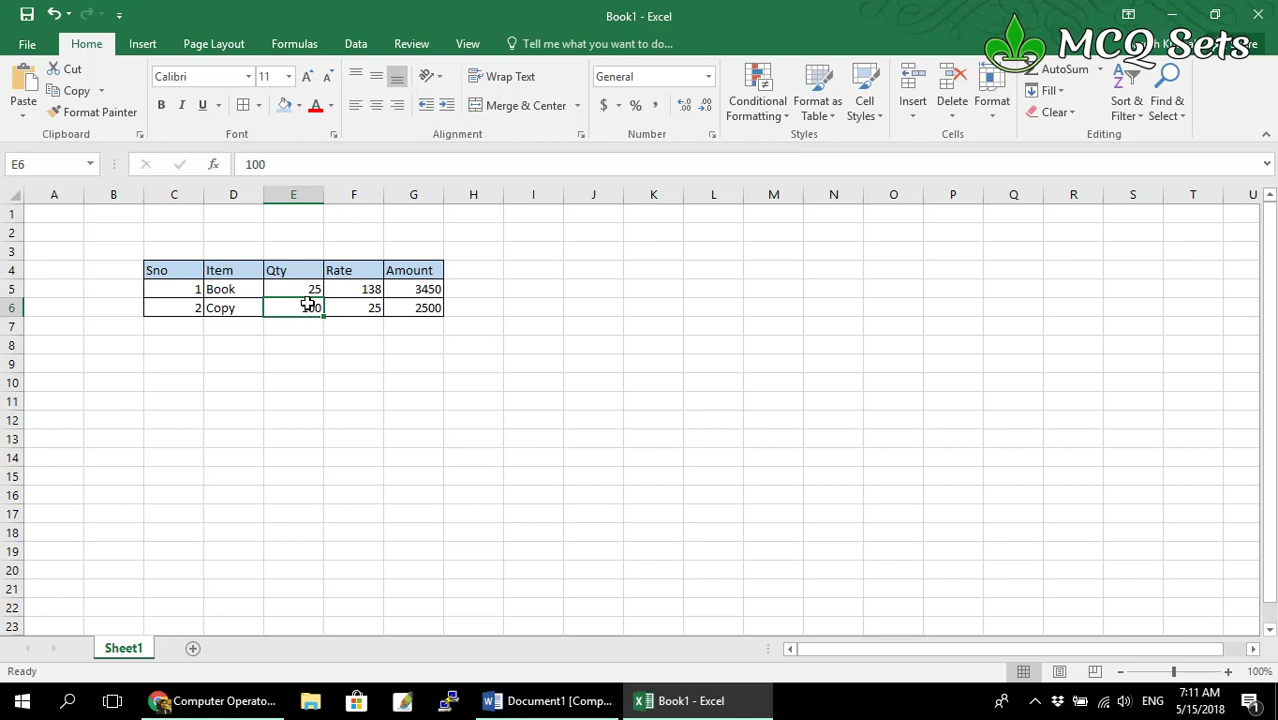 Book1 - Excel
MCQ Sets
File Home Insert Page Layout Formulas Data Review View Tell me what you want to do...
Paste
Cut
Copy
Format Painter
Clipboard
Calibri 11
B I U
Font
Wrap Text
Merge & Center
Alignment
General
$ % ,
Number
Conditional Formatting
Format as Table
Cell Styles
Styles
Insert Delete Format
Cells
AutoSum
Fill
Clear
Sort & Filter
Find & Select
Editing
E6 fx 100
A B C D E F G H I J K L M N O P Q R S T U
1
2
3
4 Sno Item Qty Rate Amount
5 1 Book 25 138 3450
6 2 Copy 100 25 2500
7
8
9
10
11
12
13
14
15
16
17
18
19
20
21
22
23
Sheet1
Ready 100%
Computer Operato... Document1 [Comp... Book1 - Excel ENG 7:11 AM
5/15/2018
1